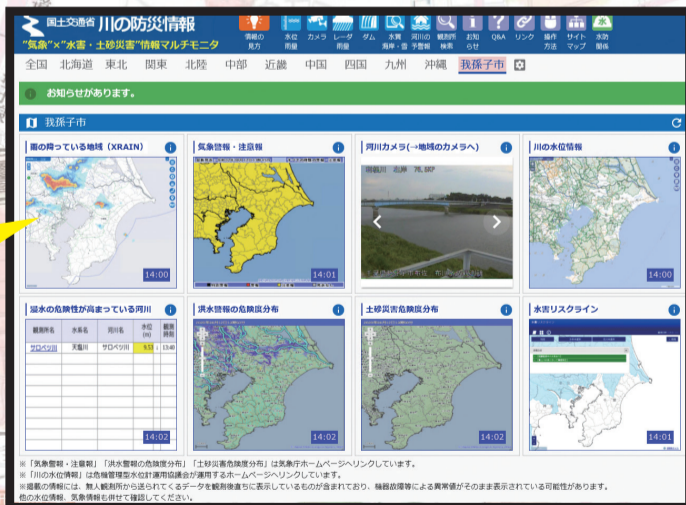 国土交通省 川の防災情報
"気象"×"水害・土砂災害"情報マルチモニタ
情報の見方
水位雨量
カメラ
レーダ雨量
ダム
水質海岸・雪
河川の予警報
観測所検索
お知らせ
Q&A
リンク
操作方法
サイトマップ
水防関係
全国 北海道 東北 関東 北陸 中部 近畿 中国 四国 九州 沖縄 我孫子市
お知らせがあります。
我孫子市
雨の降っている地域（XRAIN）
気象警報・注意報
河川カメラ(→地域のカメラへ)
川の水位情報
14:00
14:01
14:00
溢水の危険性が高まっている河川
洪水警報の危険度分布
土砂災害危険度分布
水害リスクライン
観測所名 水系名 河川名 水位(m) 観測時刻
サロベツ川 天塩川 サロベツ川 9.53 ↓ 13:40
14:02
14:02
14:02
14:01
※「気象警報・注意報」「洪水警報の危険度分布」「土砂災害危険度分布」は気象庁ホームページへリンクしています。
※「川の水位情報」は危機管理型水位計運用協議会が運用するホームページへリンクしています。
※掲載の情報には、無人観測所から送られてくるデータを観測後直ちに表示しているものが含まれており、機器故障等による異常値がそのまま表示されている可能性があります。
他の水位情報、気象情報も併せて確認してください。